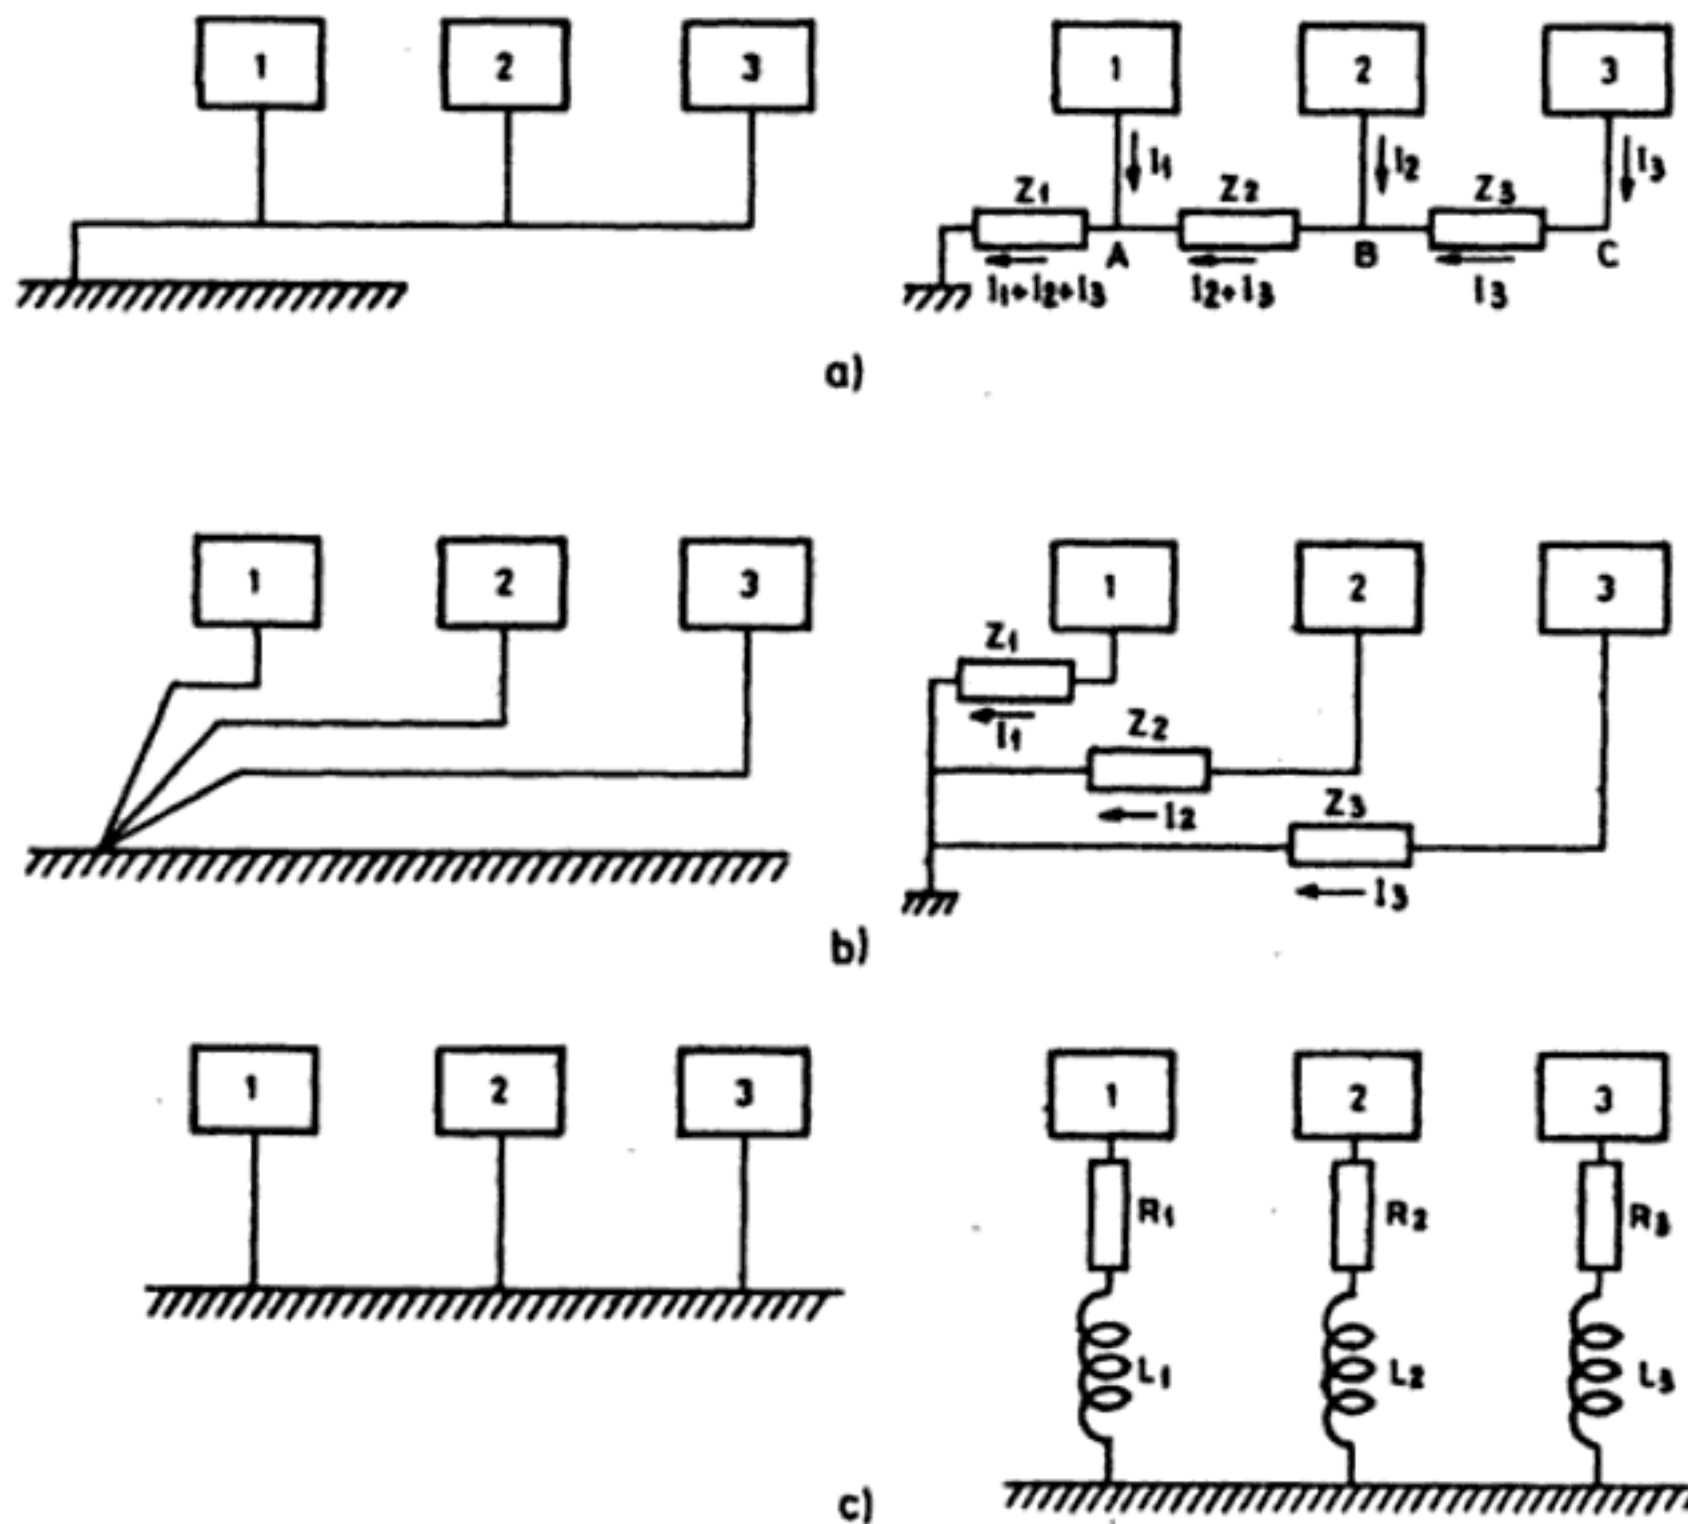 1 2 3
1 2 3
I1 I2 I3
Z1 Z2 Z3
A B C
I1+I2+I3 I2+I3 I3
a)
1 2 3
1 2 3
Z1
I1
Z2
I2
Z3
I3
b)
1 2 3
1 2 3
R1 R2 R3
L1 L2 L3
c)